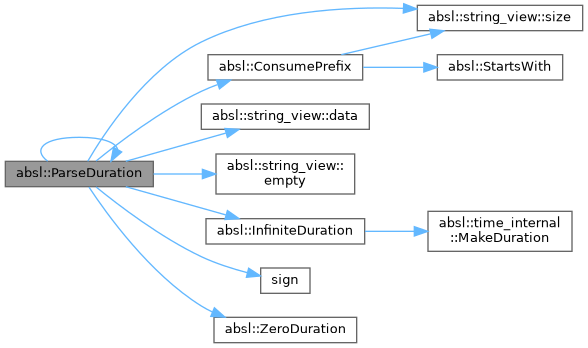 absl::string_view::size
absl::ConsumePrefix
absl::StartsWith
absl::string_view::data
absl::ParseDuration
absl::string_view::
empty
absl::InfiniteDuration
absl::time_internal
::MakeDuration
sign
absl::ZeroDuration